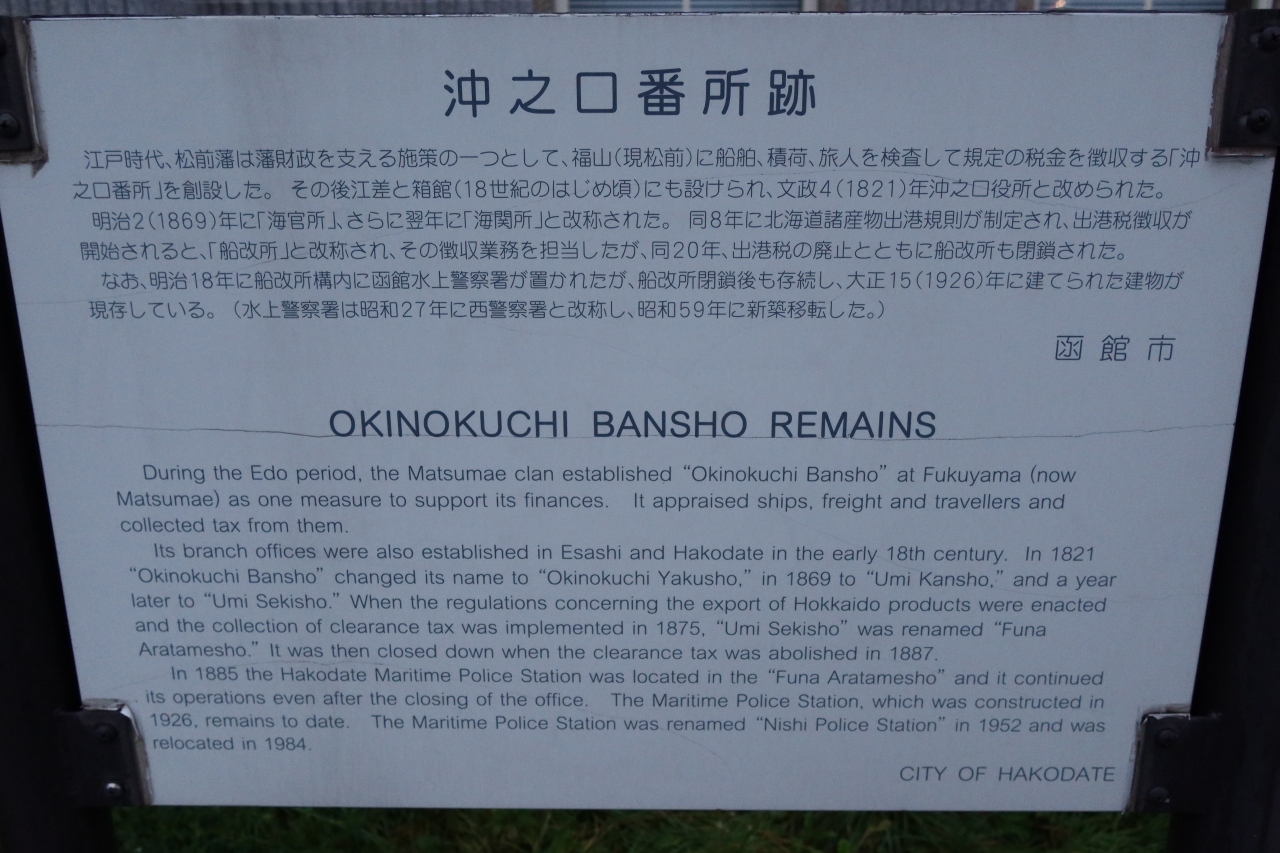 沖之口番所跡
江戸時代、松前藩は藩財政を支える施策の一つとして、福山(現松前)に船舶、積荷、旅人を検査して規定の税金を徴収する「沖
之口番所」を創設した。 その後江差と箱館(18世紀のはじめ頃)にも設けられ、文政4(1821)年沖之口役所と改められた。
明治2(1869)年に「海官所」、さらに翌年に「海関所」と改称された。 同8年に北海道諸産物出港規則が制定され、出港税徴収が
開始されると、「船改所」と改称され、その徴収業務を担当したが、同20年、出港税の廃止とともに船改所も閉鎖された。
なお、明治18年に船改所構内に函館水上警察署が置かれたが、船改所閉鎖後も存続し、大正15(1926)年に建てられた建物が
現存している。(水上警察署は昭和27年に西警察署と改称し、昭和59年に新築移転した。)
函館市
OKINOKUCHI BANSHO REMAINS
During the Edo period, the Matsumae clan established “Okinokuchi Bansho” at Fukuyama (now
Matsumae) as one measure to support its finances. It appraised ships, freight and travellers and
collected tax from them.
Its branch offices were also established in Esashi and Hakodate in the early 18th century. In 1821
“Okinokuchi Bansho” changed its name to “Okinokuchi Yakusho,” in 1869 to “Umi Kansho,” and a year
later to “Umi Sekisho.” When the regulations concerning the export of Hokkaido products were enacted
and the collection of clearance tax was implemented in 1875, “Umi Sekisho” was renamed “Funa
Aratamesho.” It was then closed down when the clearance tax was abolished in 1887.
In 1885 the Hakodate Maritime Police Station was located in the “Funa Aratamesho” and it continued
its operations even after the closing of the office. The Maritime Police Station, which was constructed in
1926, remains to date. The Maritime Police Station was renamed “Nishi Police Station” in 1952 and was
relocated in 1984.
CITY OF HAKODATE